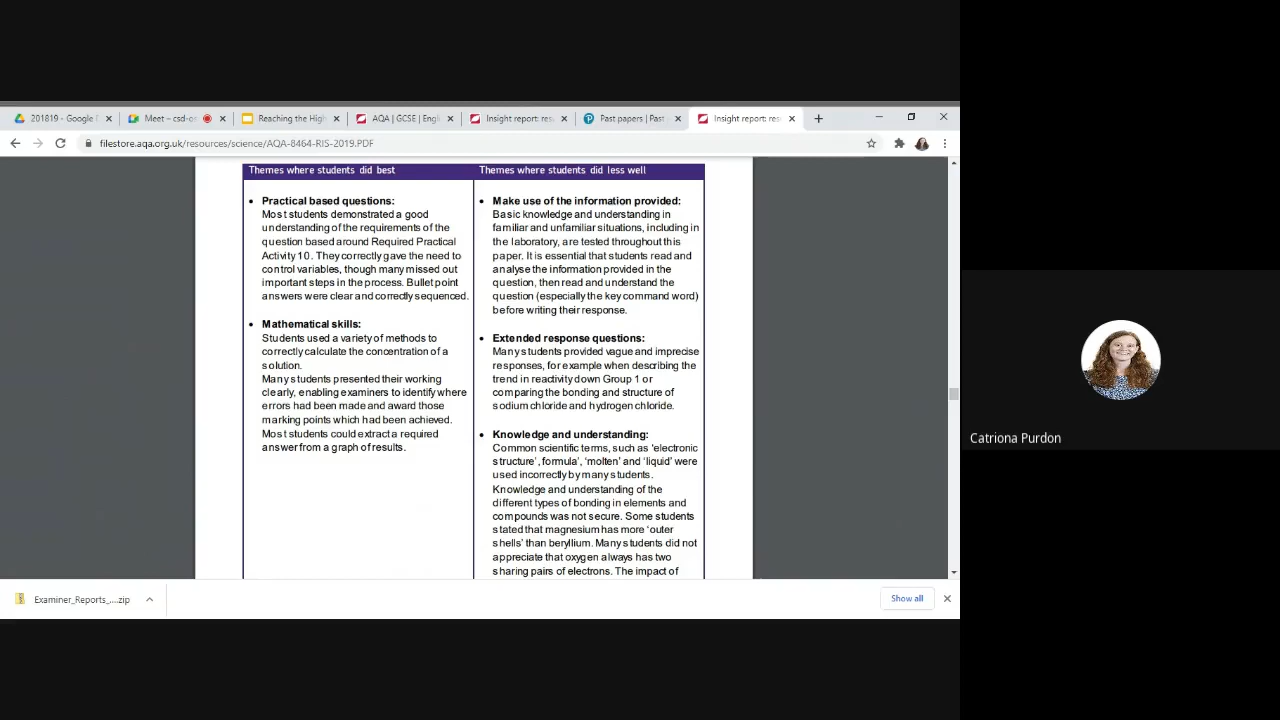 201819 - Google
Meet – csd-on
Reaching the High
AQA | GCSE | Engl
Insight report: res
Past papers | Past
Insight report: res
filestore.aqa.org.uk/resources/science/AQA-8464-RIS-2019.PDF
Themes where students did best
Themes where students did less well
• Practical based questions:
Most students demonstrated a good
understanding of the requirements of the
question based around Required Practical
Activity 10. They correctly gave the need to
control variables, though many missed out
important steps in the process. Bullet point
answers were clear and correctly sequenced.
• Mathematical skills:
Students used a variety of methods to
correctly calculate the concentration of a
solution.
Many students presented their working
clearly, enabling examiners to identify where
errors had been made and award those
marking points which had been achieved.
Most students could extract a required
answer from a graph of results.
• Make use of the information provided:
Basic knowledge and understanding in
familiar and unfamiliar situations, including in
the laboratory, are tested throughout this
paper. It is essential that students read and
analyse the information provided in the
question, then read and understand the
question (especially the key command word)
before writing their response.
• Extended response questions:
Many students provided vague and imprecise
responses, for example when describing the
trend in reactivity down Group 1 or
comparing the bonding and structure of
sodium chloride and hydrogen chloride.
• Knowledge and understanding:
Common scientific terms, such as ‘electronic
structure’, formula’, ‘molten’ and ‘liquid’ were
used incorrectly by many students.
Knowledge and understanding of the
different types of bonding in elements and
compounds was not secure. Some students
stated that magnesium has more ‘outer
shells’ than beryllium. Many students did not
appreciate that oxygen always has two
sharing pairs of electrons. The impact of
Examiner_Reports_....zip
Show all
Catriona Purdon